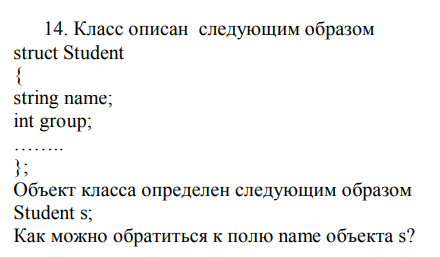 14. Класс описан следующим образом
struct Student
{
string name;
int group;
……..
};
Объект класса определен следующим образом
Student s;
Как можно обратиться к полю name объекта s?